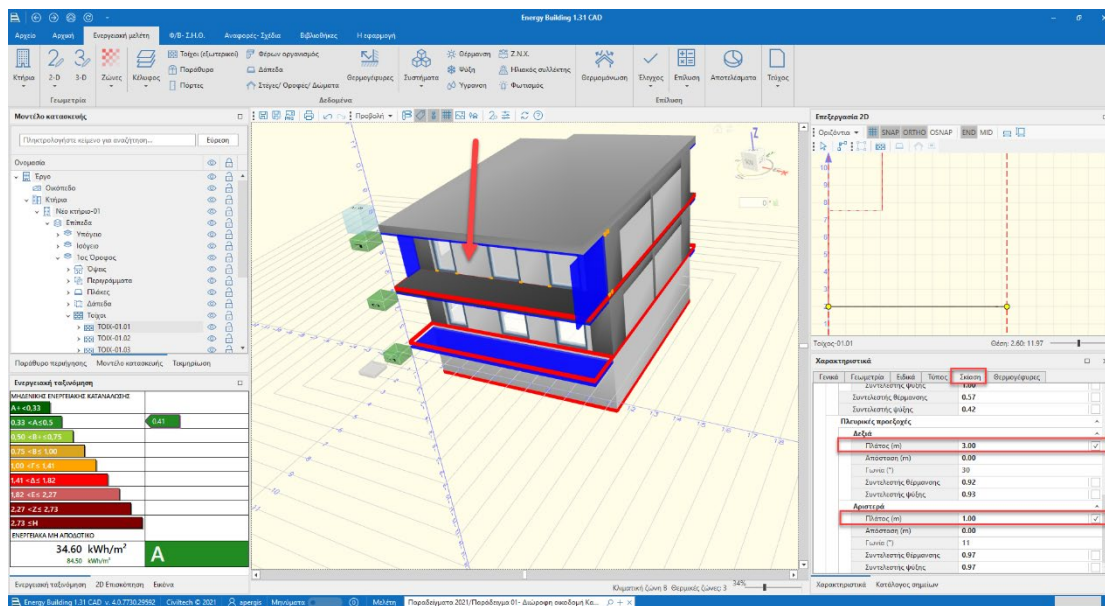 Energy Building 1.31 CAD
Αρχείο Αρχική Ενεργειακή μελέτη Φ/Β- Σ.Η.Θ. Αναφορες- Σχέδια Βιβλιοθήκες Η εφαρμογή
Τοίχοι (εξωτερικοί) Φέρων οργανισμός Θέρμανση Ζ.Ν.Χ.
Παράθυρα Δάπεδα Ψύξη Ηλιακός συλλέκτης
Πόρτες Στέγες/ Όροφες/ Δώματα Υγρανση Φωτισμός
Κτήρια 2-D 3-D Ζώνες Κέλυφος Θερμογέφυρες Συστήματα Θερμομόνωση Έλεγχος Επίλυση Αποτελέσματα Τεύχος
Γεωμετρία Δεδομένα Επίλυση
Μοντέλο κατασκευής
Πληκτρολογήστε κείμενο για αναζήτηση... Εύρεση
Ονομασία
Έργο
Οικόπεδο
Κτήρια
Νέο κτήριο-01
Επίπεδα
Υπόγειο
Ισόγειο
1ος Όροφος
Όψεις
Περιγράμματα
Πλάκες
Δάπεδα
Τοίχοι
ΤΟΙΧ-01.01
ΤΟΙΧ-01.02
ΤΟΙΧ-01.03
Παράθυρο περιήγησης Μοντέλο κατασκευής Τεκμηρίωση
Ενεργειακή ταξινόμηση
ΜΗΔΕΝΙΚΗΣ ΕΝΕΡΓΕΙΑΚΗΣ ΚΑΤΑΝΑΛΩΣΗΣ
A+ <0,33
0,33 <A≤0.5 0.41
0,50 <B+≤0,75
0,75 <B≤ 1,00
1,00 <Γ≤ 1,41
1,41 <Δ≤ 1,82
1,82 <Ε≤ 2,27
2,27 <Ζ≤ 2,73
2,73 ≤Η
ΕΝΕΡΓΕΙΑΚΑ ΜΗ ΑΠΟΔΟΤΙΚΟ
34.60 kWh/m² A
84.50 kWh/m²
Ενεργειακή ταξινόμηση 2D Επισκόπηση Εικόνα
Προβολή
Z
0 °
Κλιματική ζώνη Β Θερμικές ζώνες: 3 34%
Επεξεργασία 2D
Οριζόντια SNAP ORTHO OSNAP END MID
Τοίχος-01.01 Θέση: 2.60; 11.97
Χαρακτηριστικά
Γενικά Γεωμετρία Ειδικά Τύπος Σκίαση Θερμογέφυρες
Συντελεστής ψύξης 1.00
Συντελεστής θέρμανσης 0.57
Συντελεστής ψύξης 0.42
Πλευρικές προεξοχές
Δεξιά
Πλάτος (m) 3.00
Απόσταση (m) 0.00
Γωνία (°) 30
Συντελεστής θέρμανσης 0.92
Συντελεστής ψύξης 0.93
Αριστερά
Πλάτος (m) 1.00
Απόσταση (m) 0.00
Γωνία (°) 11
Συντελεστής θέρμανσης 0.97
Συντελεστής ψύξης 0.97
Χαρακτηριστικά Κατάλογος σημείων
Energy Building 1.31 CAD v. 4.0.7730.29592 Civiltech © 2021 apergis Μηνύματα Μελέτη Παραδείγματα 2021/Παράδειγμα 01- Διώροφη οικοδομή Κα...